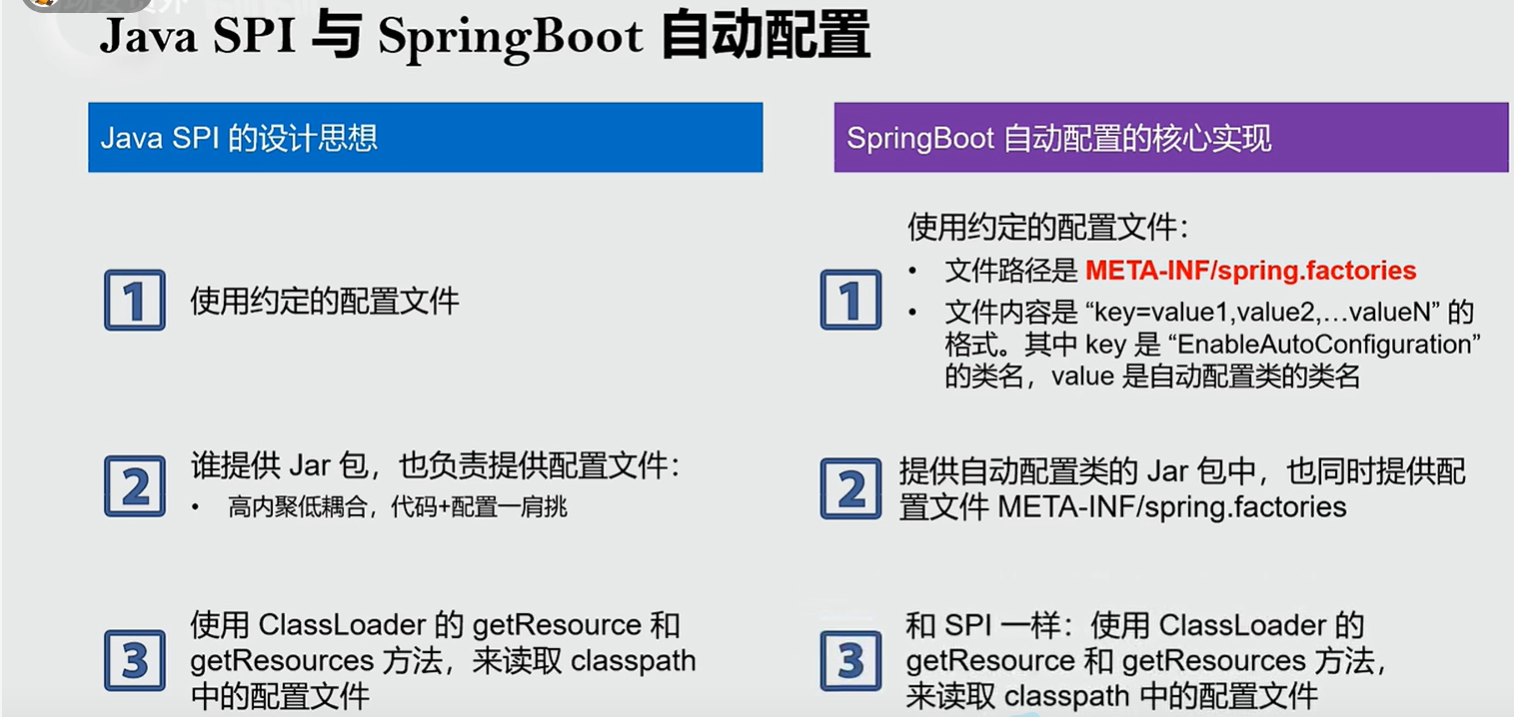 Java SPI 与 SpringBoot 自动配置
Java SPI 的设计思想
1
使用约定的配置文件
2
谁提供 Jar 包，也负责提供配置文件：
• 高内聚低耦合，代码+配置一肩挑
3
使用 ClassLoader 的 getResource 和
getResources 方法，来读取 classpath
中的配置文件
SpringBoot 自动配置的核心实现
1
使用约定的配置文件：
• 文件路径是 META-INF/spring.factories
• 文件内容是 “key=value1,value2,…valueN” 的
格式。其中 key 是 “EnableAutoConfiguration”
的类名，value 是自动配置类的类名
2
提供自动配置类的 Jar 包中，也同时提供配
置文件 META-INF/spring.factories
3
和 SPI 一样：使用 ClassLoader 的
getResource 和 getResources 方法，
来读取 classpath 中的配置文件